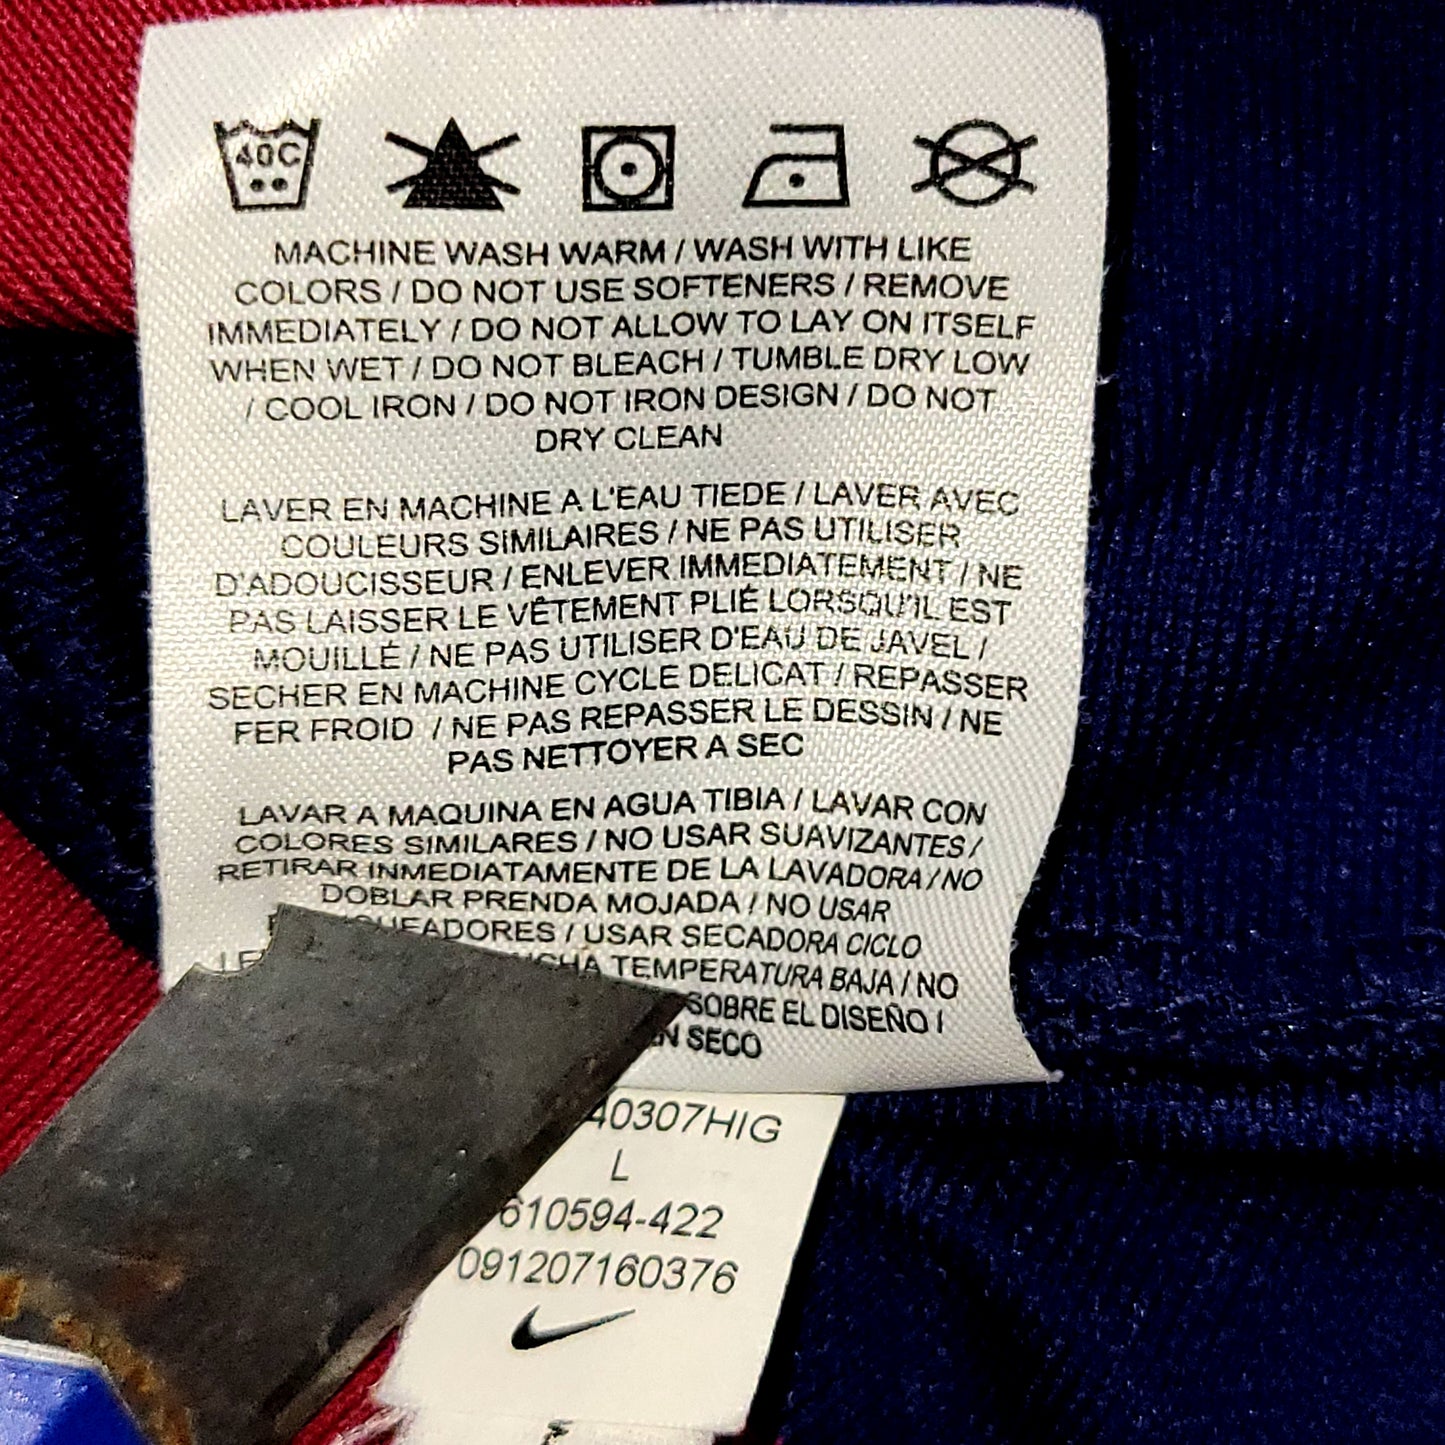 40C
MACHINE WASH WARM / WASH WITH LIKE
COLORS / DO NOT USE SOFTENERS / REMOVE
IMMEDIATELY / DO NOT ALLOW TO LAY ON ITSELF
WHEN WET / DO NOT BLEACH / TUMBLE DRY LOW
/ COOL IRON / DO NOT IRON DESIGN / DO NOT
DRY CLEAN
LAVER EN MACHINE A L'EAU TIEDE / LAVER AVEC
COULEURS SIMILAIRES / NE PAS UTILISER
D'ADOUCISSEUR / ENLEVER IMMEDIATEMENT / NE
PAS LAISSER LE VÊTEMENT PLIÉ LORSQU'IL EST
MOUILLÉ / NE PAS UTILISER D'EAU DE JAVEL /
SECHER EN MACHINE CYCLE DELICAT / REPASSER
FER FROID / NE PAS REPASSER LE DESSIN / NE
PAS NETTOYER A SEC
LAVAR A MAQUINA EN AGUA TIBIA / LAVAR CON
COLORES SIMILARES / NO USAR SUAVIZANTES /
RETIRAR INMEDIATAMENTE DE LA LAVADORA / NO
DOBLAR PRENDA MOJADA / NO USAR
/ USAR SECADORA CICLO
TEMPERATURA BAJA / NO
SOBRE EL DISEÑO /
SECO
40307HIG
L
610594-422
091207160376